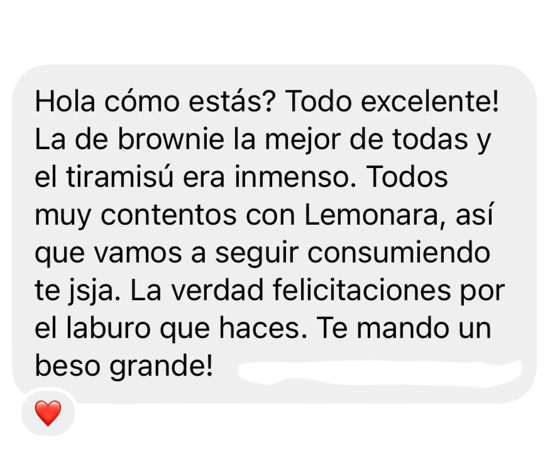 Hola cómo estás? Todo excelente!
La de brownie la mejor de todas y
el tiramisú era inmenso. Todos
muy contentos con Lemonara, así
que vamos a seguir consumiendo
te jsja. La verdad felicitaciones por
el laburo que haces. Te mando un
beso grande!